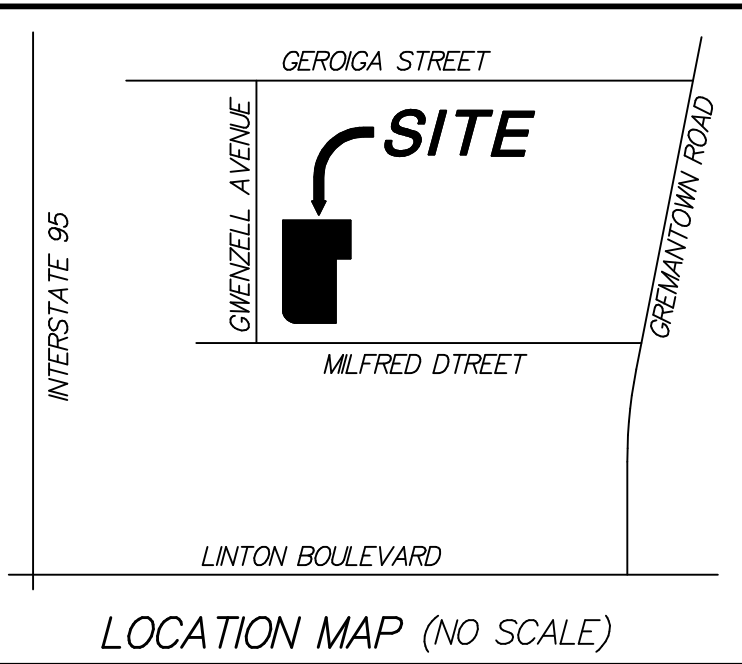 GEROIGA STREET
SITE
GWENZELL AVENUE
GREMANTOWN ROAD
INTERSTATE 95
MILFRED DTREET
LINTON BOULEVARD
LOCATION MAP (NO SCALE)